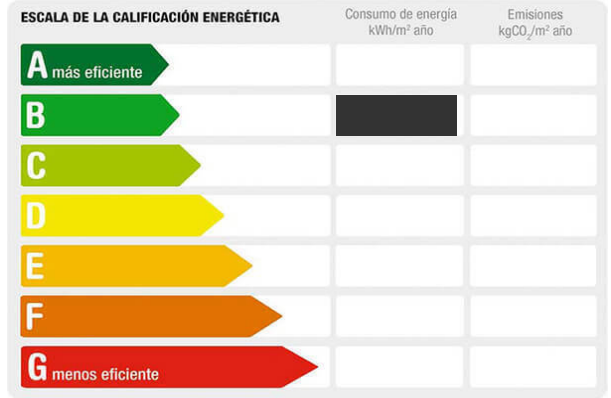 ESCALA DE LA CALIFICACIÓN ENERGÉTICA
Consumo de energía
kWh/m² año
Emisiones
kgCO₂/m² año
A más eficiente
B
C
D
E
F
G menos eficiente